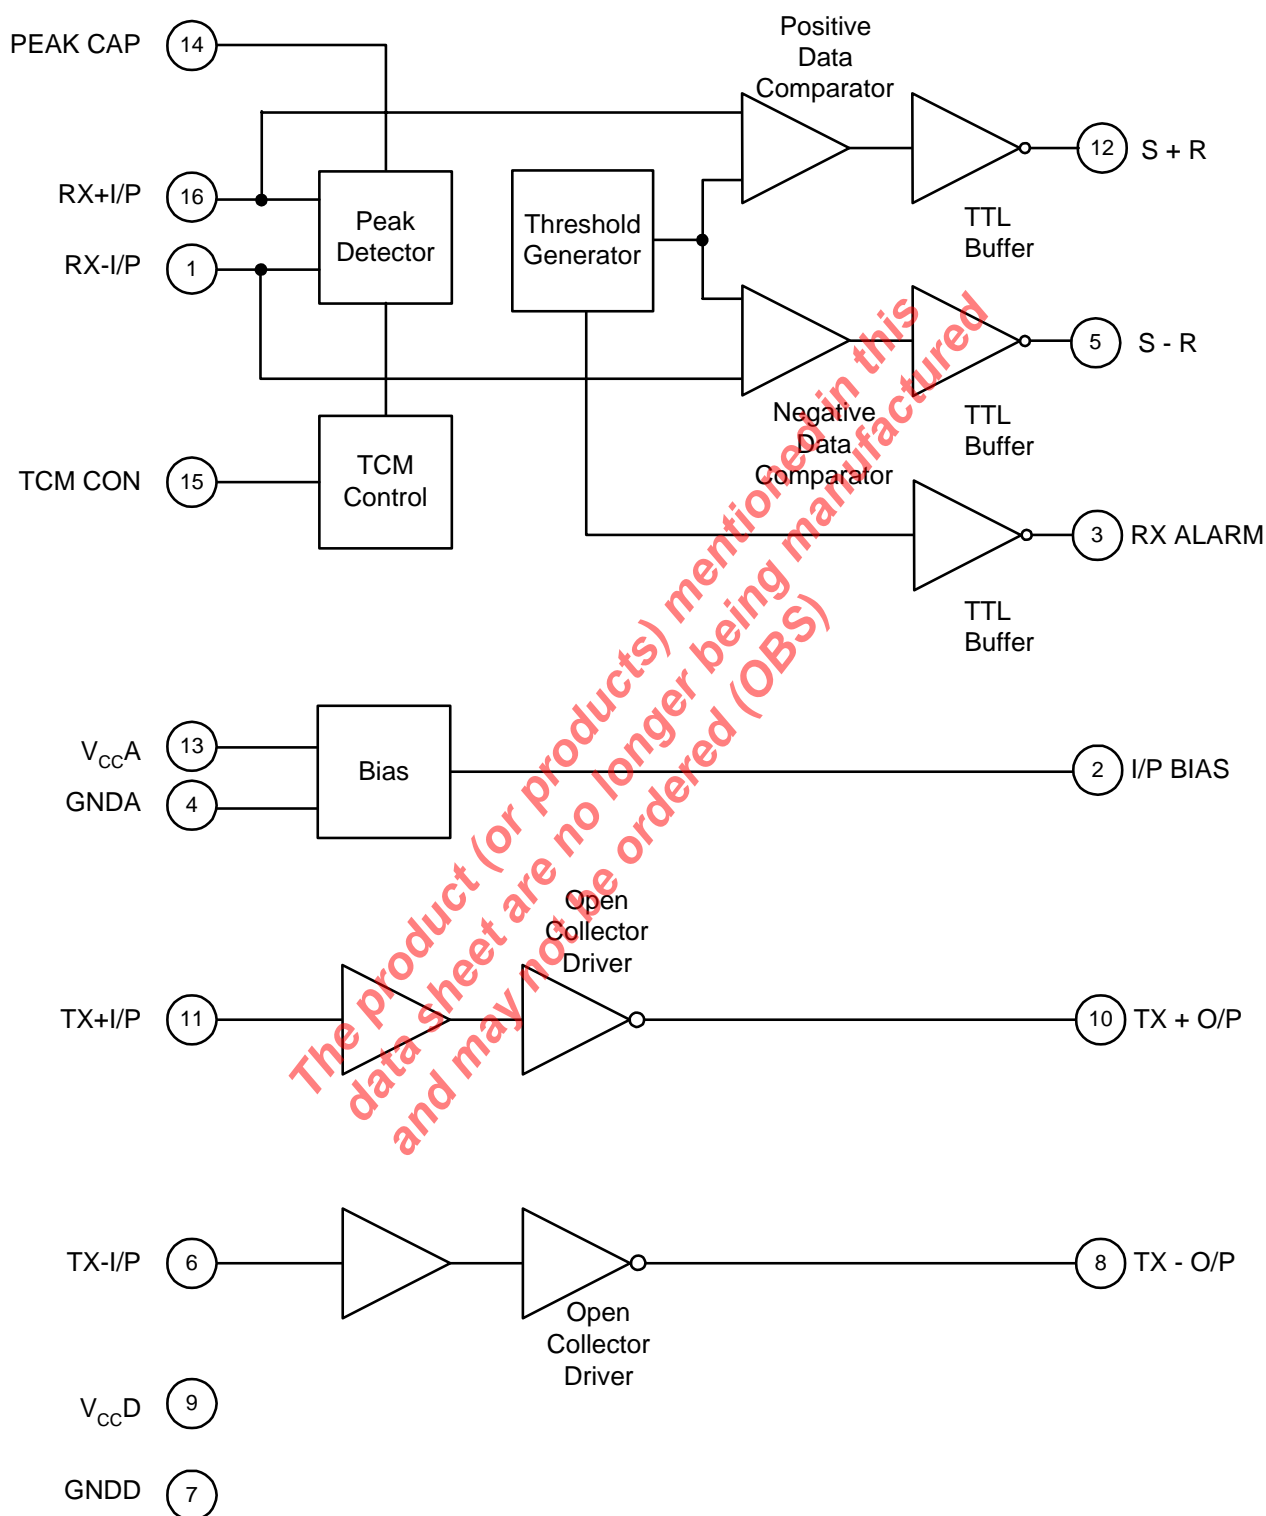 PEAK CAP
14
Positive
Data
Comparator
12
S + R
RX+I/P
16
Peak
Detector
Threshold
Generator
TTL
Buffer
RX-I/P
1
5
S - R
Negative
Data
Comparator
TTL
Buffer
TCM CON
15
TCM
Control
3
RX ALARM
TTL
Buffer
VCCA
13
Bias
2
I/P BIAS
GNDA
4
Open
Collector
Driver
TX+I/P
11
10
TX + O/P
TX-I/P
6
8
TX - O/P
Open
Collector
Driver
VCCD
9
GNDD
7
The product (or products) mentioned in this
data sheet are no longer being manufactured
and may not be ordered (OBS)